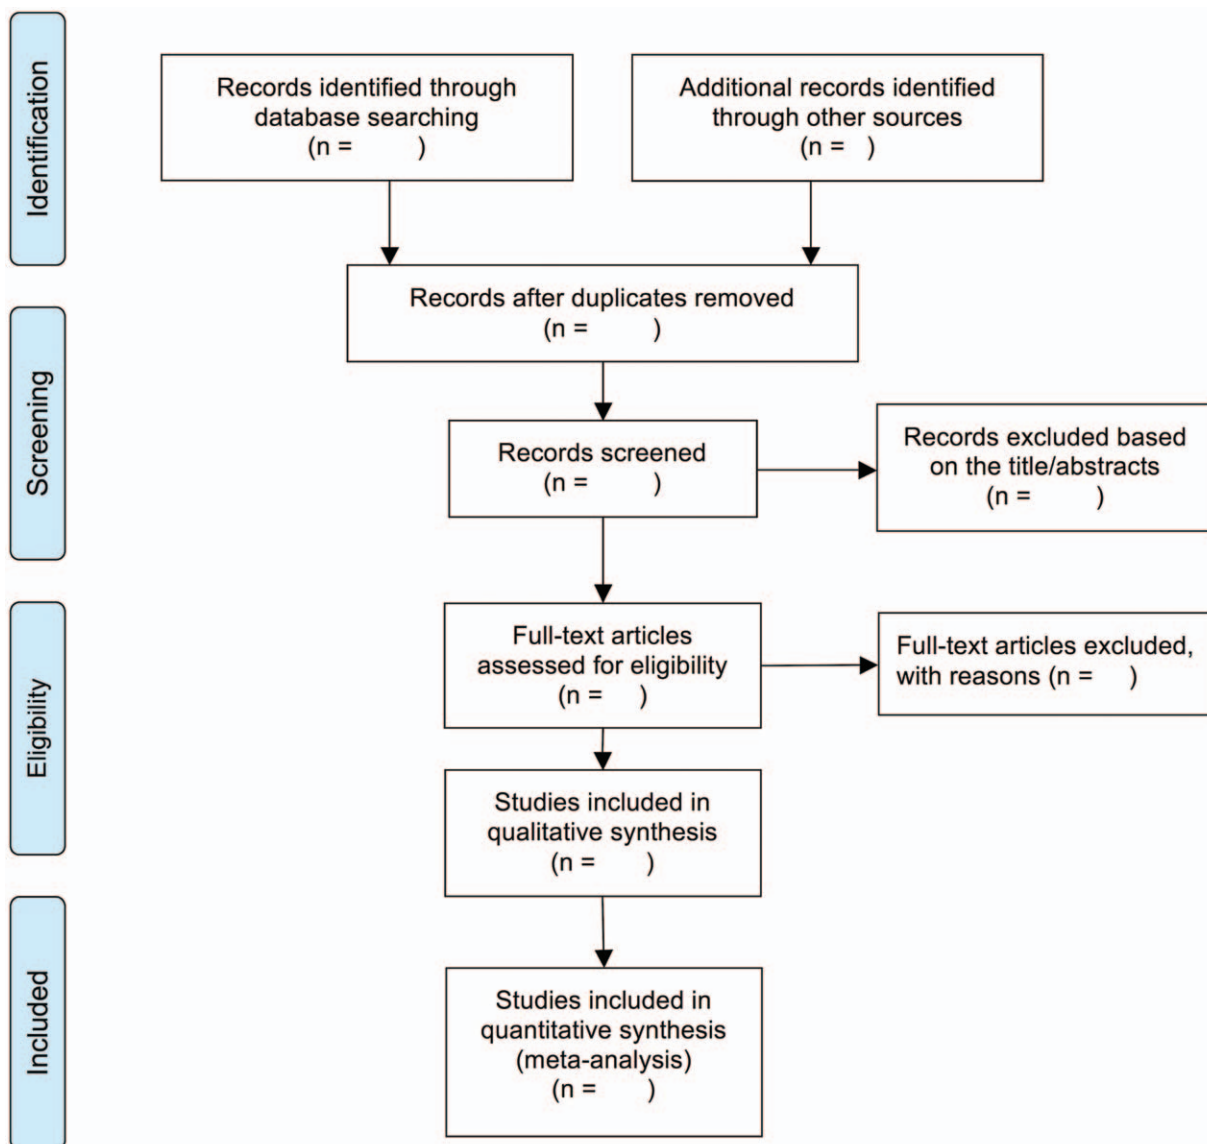 Identification
Records identified through
database searching
(n = )
Additional records identified
through other sources
(n = )
Records after duplicates removed
(n = )
Screening
Records screened
(n = )
Records excluded based
on the title/abstracts
(n = )
Eligibility
Full-text articles
assessed for eligibility
(n = )
Full-text articles excluded,
with reasons (n = )
Studies included in
qualitative synthesis
(n = )
Included
Studies included in
quantitative synthesis
(meta-analysis)
(n = )